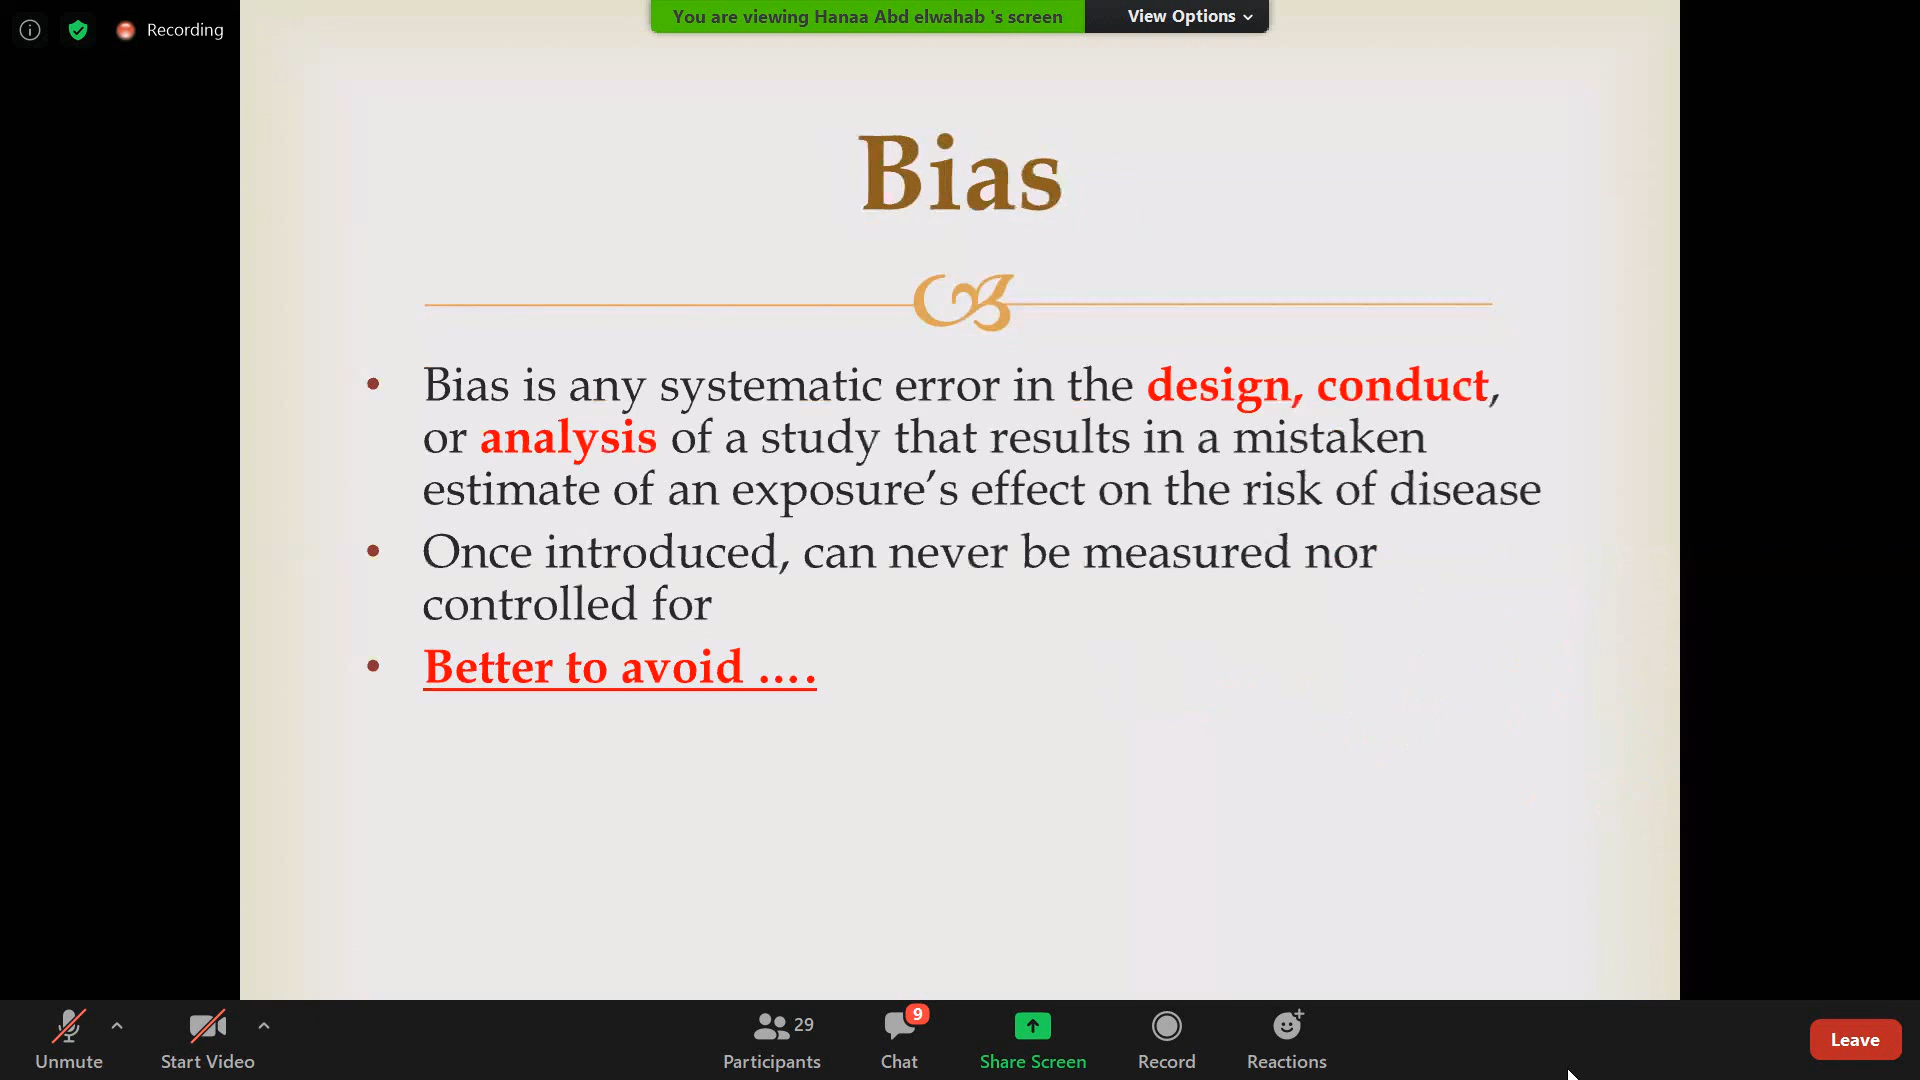 Recording
You are viewing Hanaa Abd elwahab 's screen
View Options
Bias
• Bias is any systematic error in the design, conduct,
or analysis of a study that results in a mistaken
estimate of an exposure’s effect on the risk of disease
• Once introduced, can never be measured nor
controlled for
• Better to avoid ….
Unmute
Start Video
29
Participants
9
Chat
Share Screen
Record
Reactions
Leave